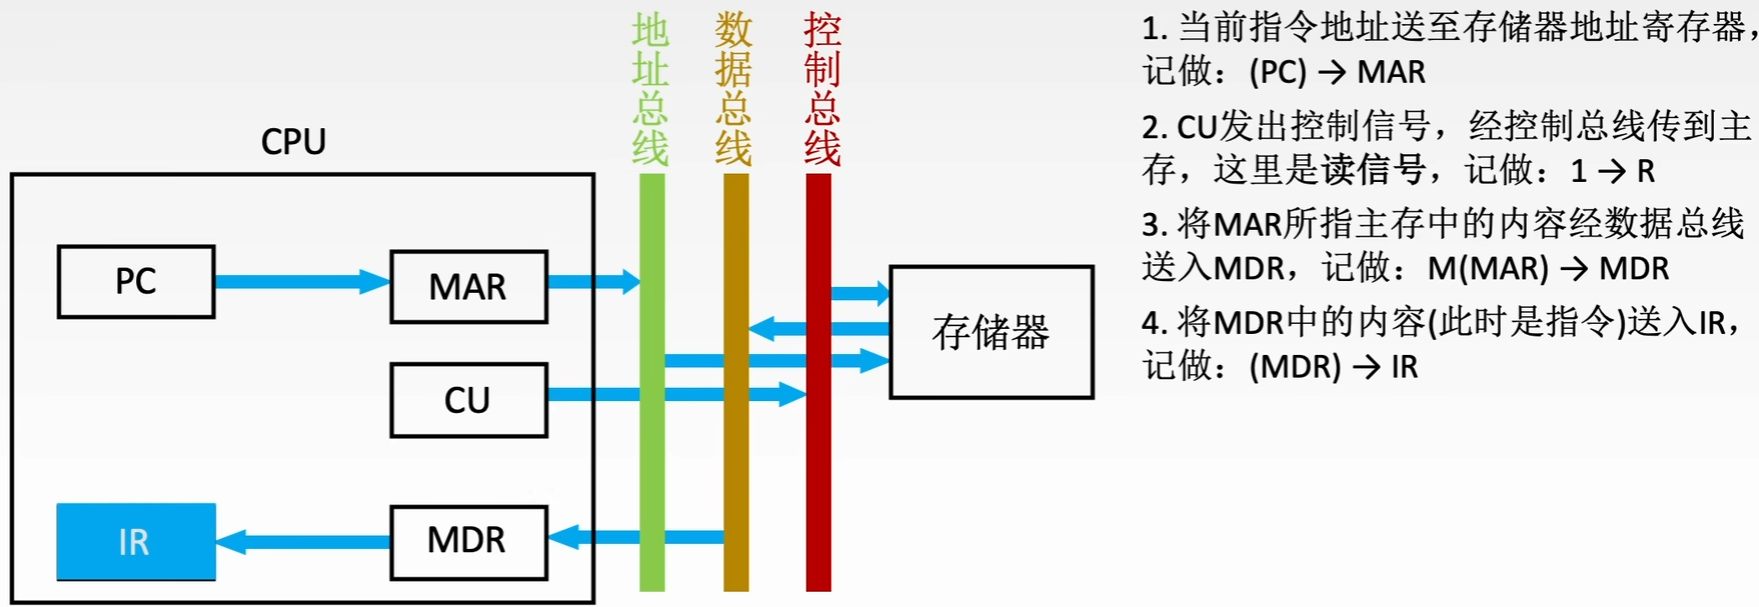 地址总线
数据总线
控制总线
CPU
PC
MAR
CU
IR
MDR
存储器
1. 当前指令地址送至存储器地址寄存器，
记做：(PC) → MAR
2. CU发出控制信号，经控制总线传到主
存，这里是读信号，记做：1 → R
3. 将MAR所指主存中的内容经数据总线
送入MDR，记做：M(MAR) → MDR
4. 将MDR中的内容(此时是指令)送入IR，
记做：(MDR) → IR